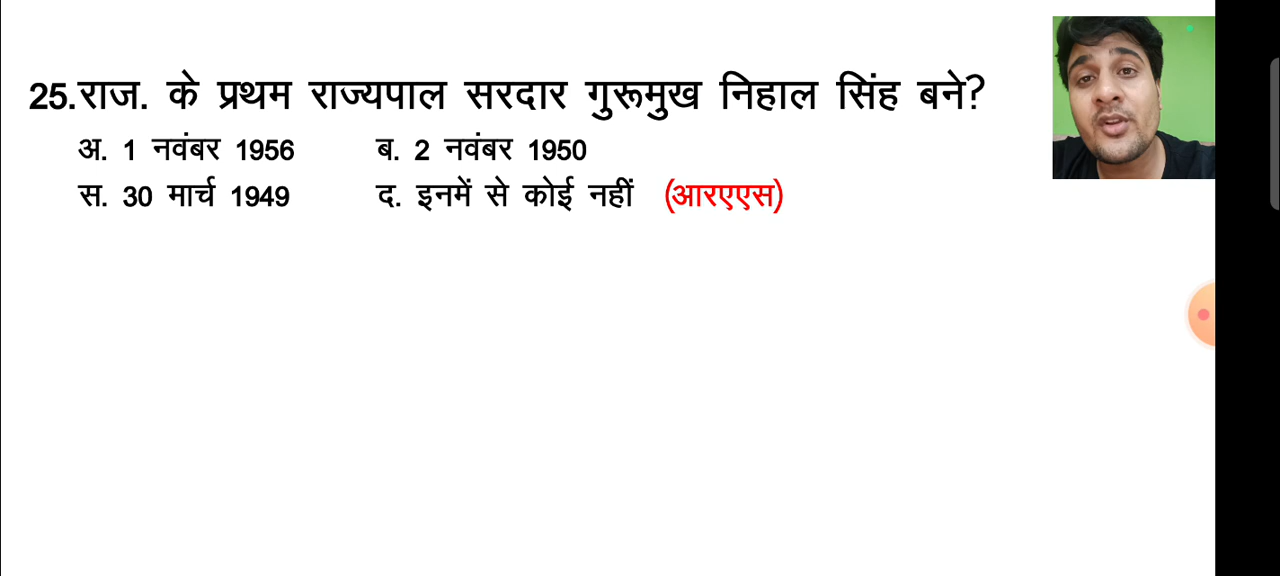 25.राज. के प्रथम राज्यपाल सरदार गुरूमुख निहाल सिंह बने?
अ. 1 नवंबर 1956 ब. 2 नवंबर 1950
स. 30 मार्च 1949 द. इनमें से कोई नहीं (आरएएस)